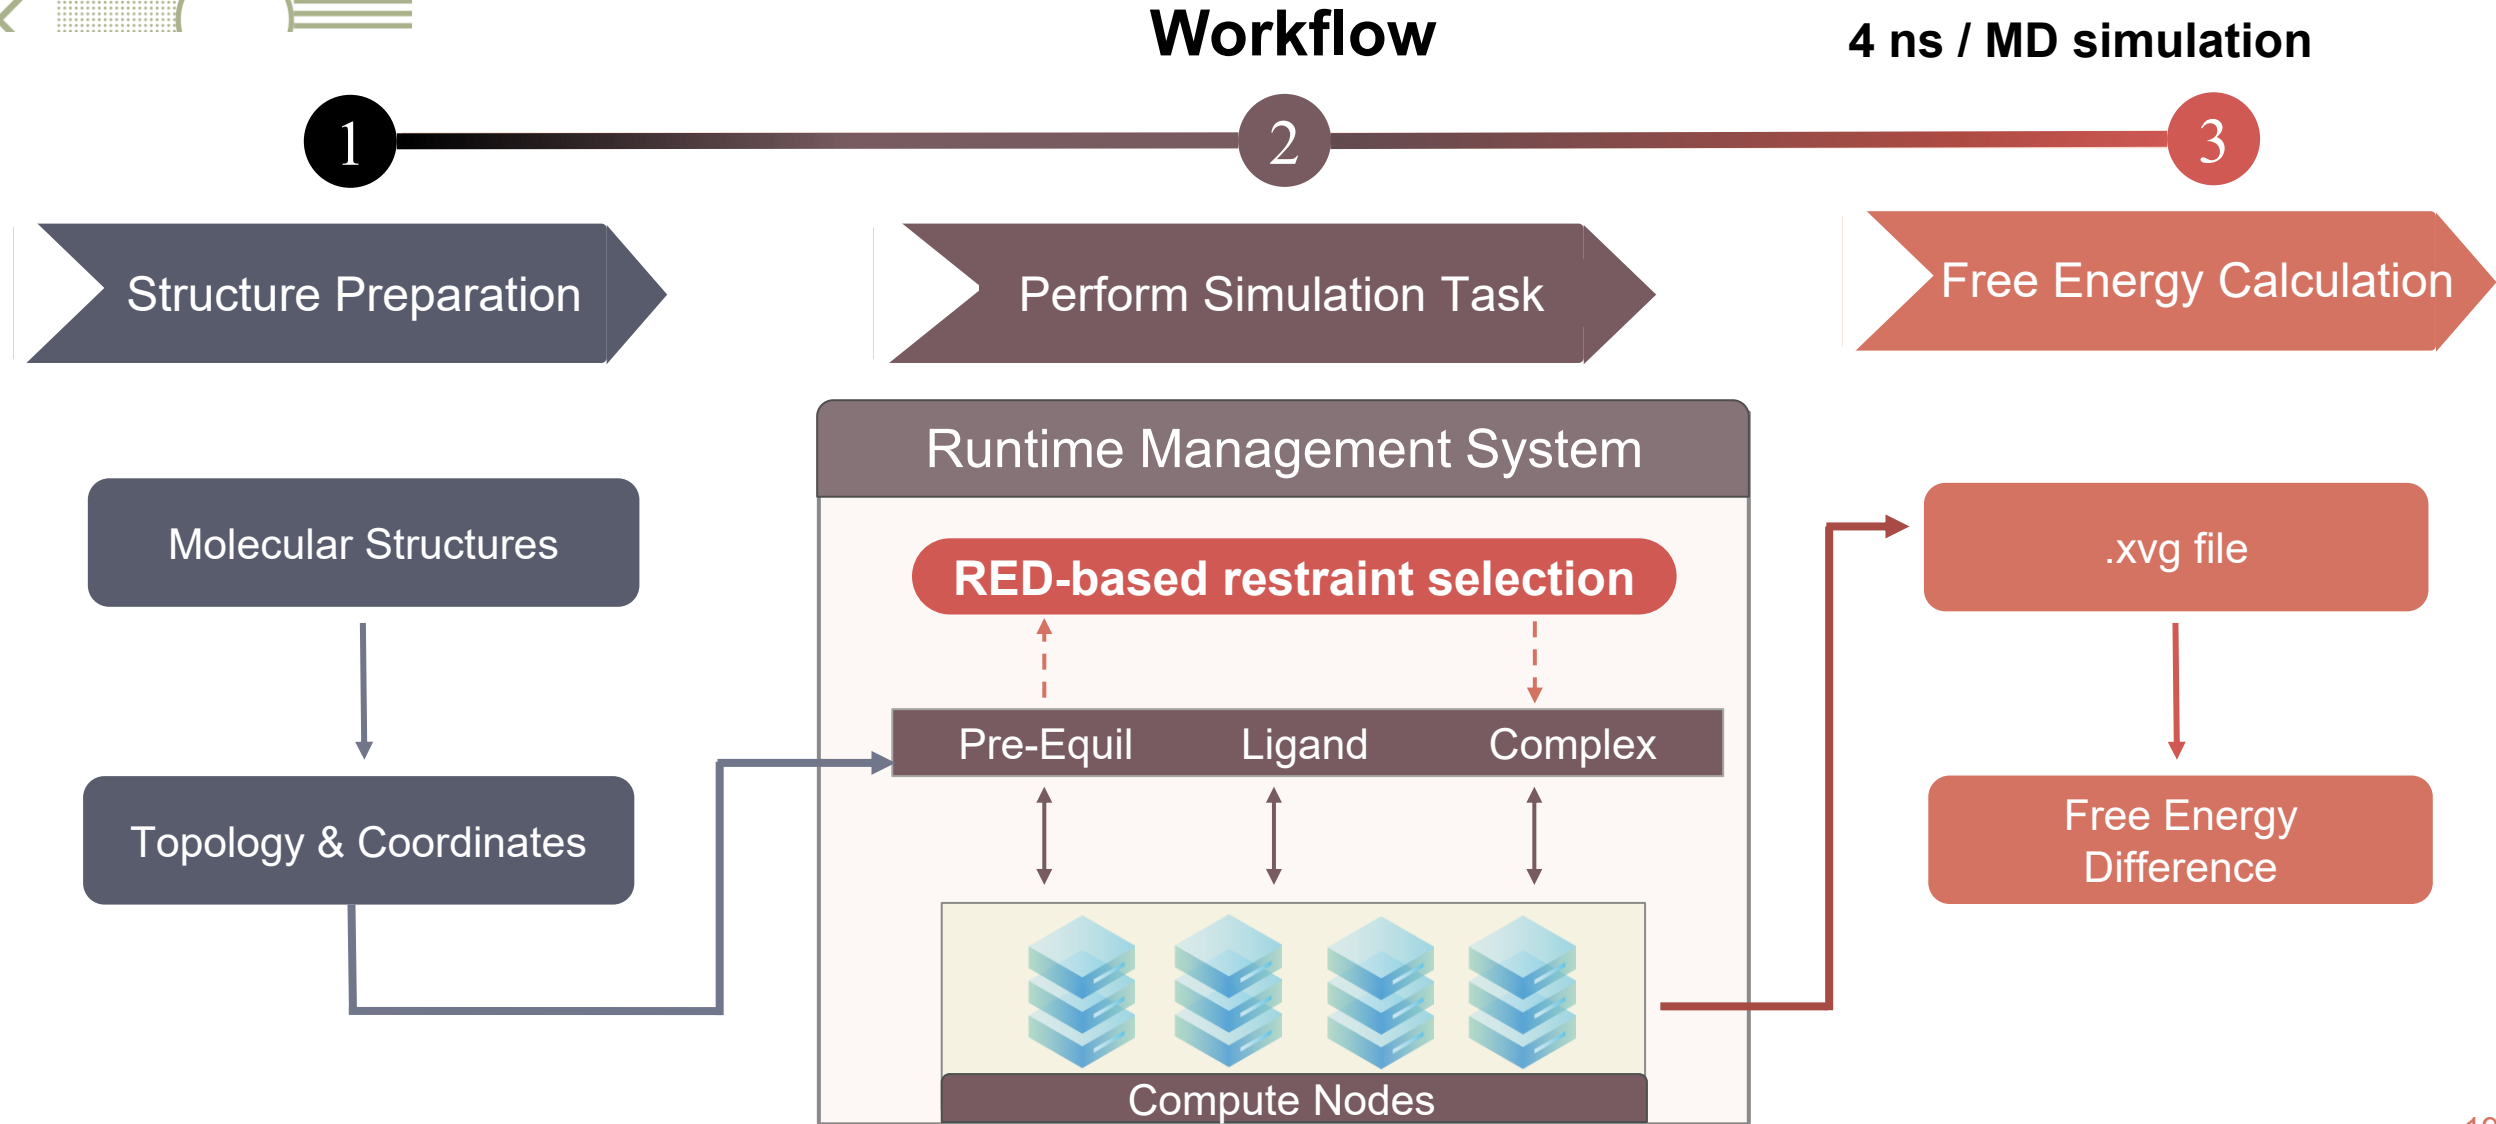 Workflow
4 ns / MD simulation
1
2
3
Structure Preparation
Perform Simulation Task
Free Energy Calculation
Runtime Management System
Molecular Structures
RED-based restraint selection
.xvg file
Pre-Equil
Ligand
Complex
Topology & Coordinates
Free Energy
Difference
Compute Nodes